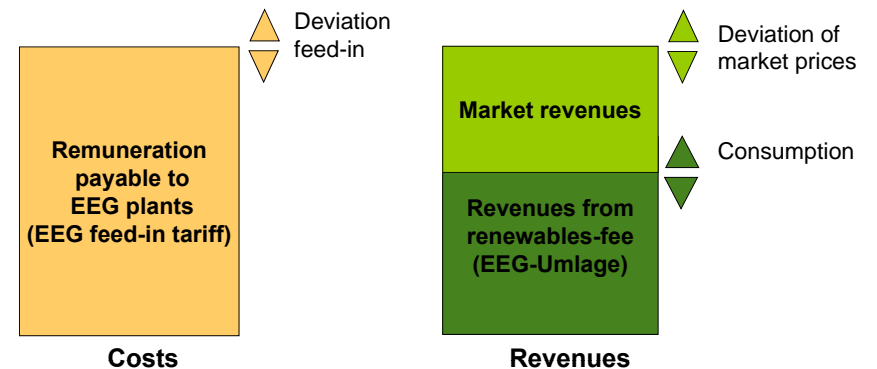 Deviation
feed-in
Remuneration
payable to
EEG plants
(EEG feed-in tariff)
Costs
Deviation of
market prices
Market revenues
Consumption
Revenues from
renewables-fee
(EEG-Umlage)
Revenues